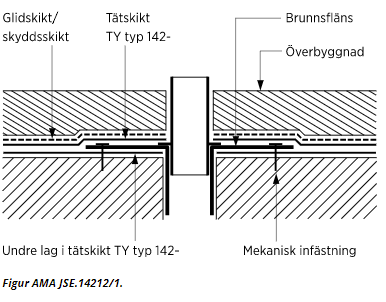 Glidskikt/
skyddsskikt
Tätskikt
TY typ 142-
Brunnsfläns
Överbyggnad
Undre lag i tätskikt TY typ 142-
Mekanisk infästning
Figur AMA JSE.14212/1.